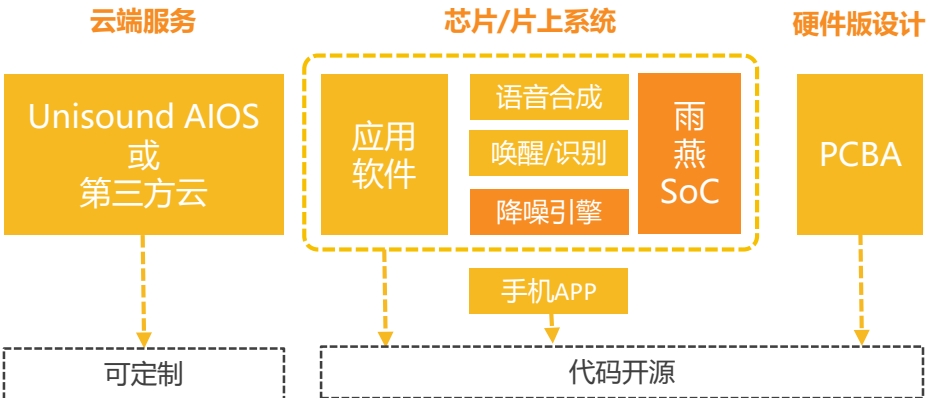 云端服务
芯片/片上系统
硬件版设计
Unisound AIOS
或
第三方云
应用
软件
语音合成
唤醒/识别
降噪引擎
雨
燕
SoC
PCBA
手机APP
可定制
代码开源